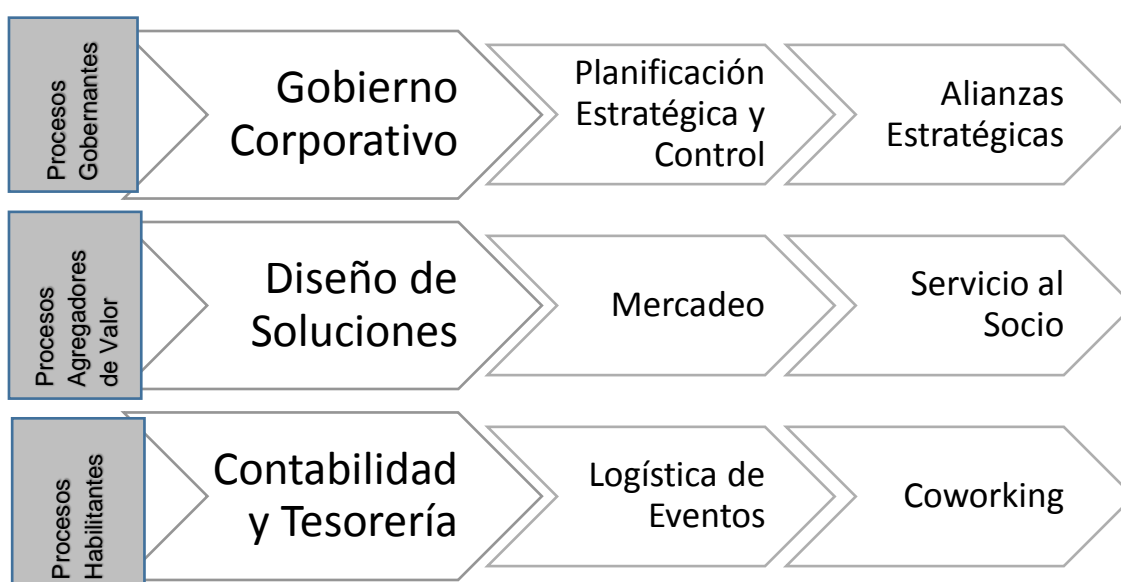 Procesos
Gobernantes
Gobierno
Corporativo
Planificación
Estratégica y
Control
Alianzas
Estratégicas
Procesos
Agregadores
de Valor
Diseño de
Soluciones
Mercadeo
Servicio al
Socio
Procesos
Habilitantes
Contabilidad
y Tesorería
Logística de
Eventos
Coworking